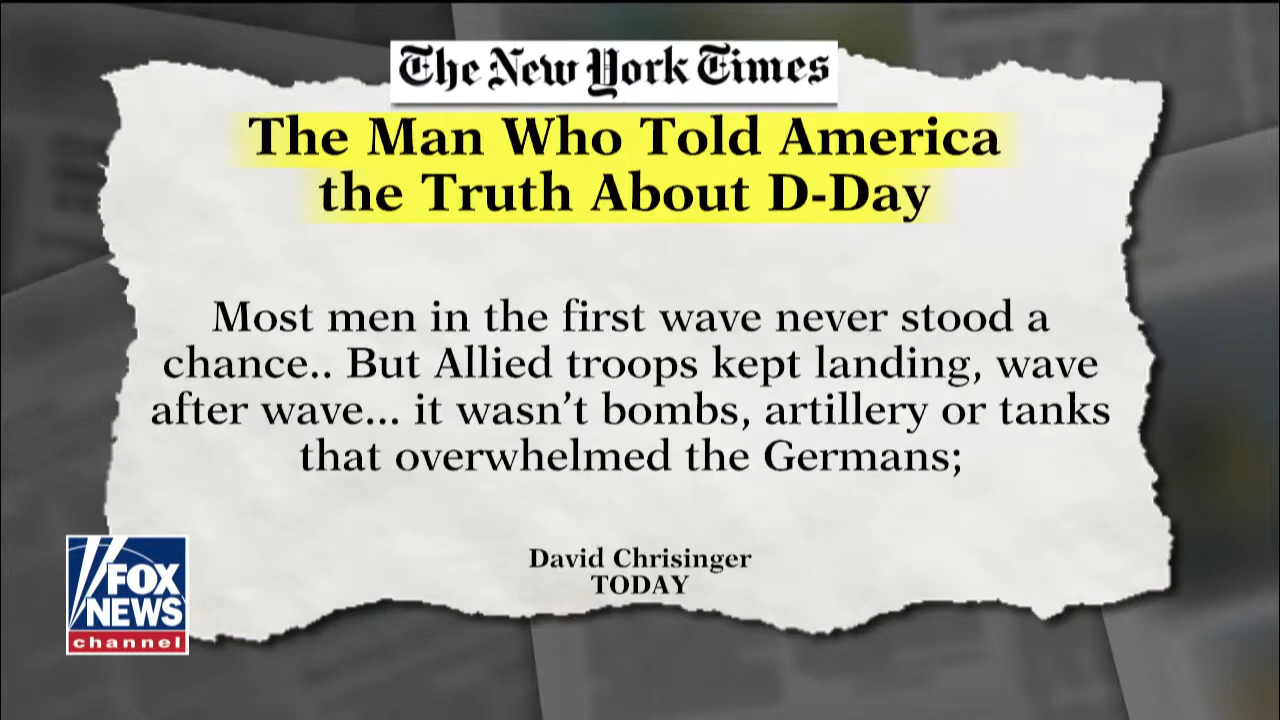 The New York Times
The Man Who Told America
the Truth About D-Day
Most men in the first wave never stood a
chance.. But Allied troops kept landing, wave
after wave... it wasn't bombs, artillery or tanks
that overwhelmed the Germans;
David Chrisinger
TODAY
FOX
NEWS
channel